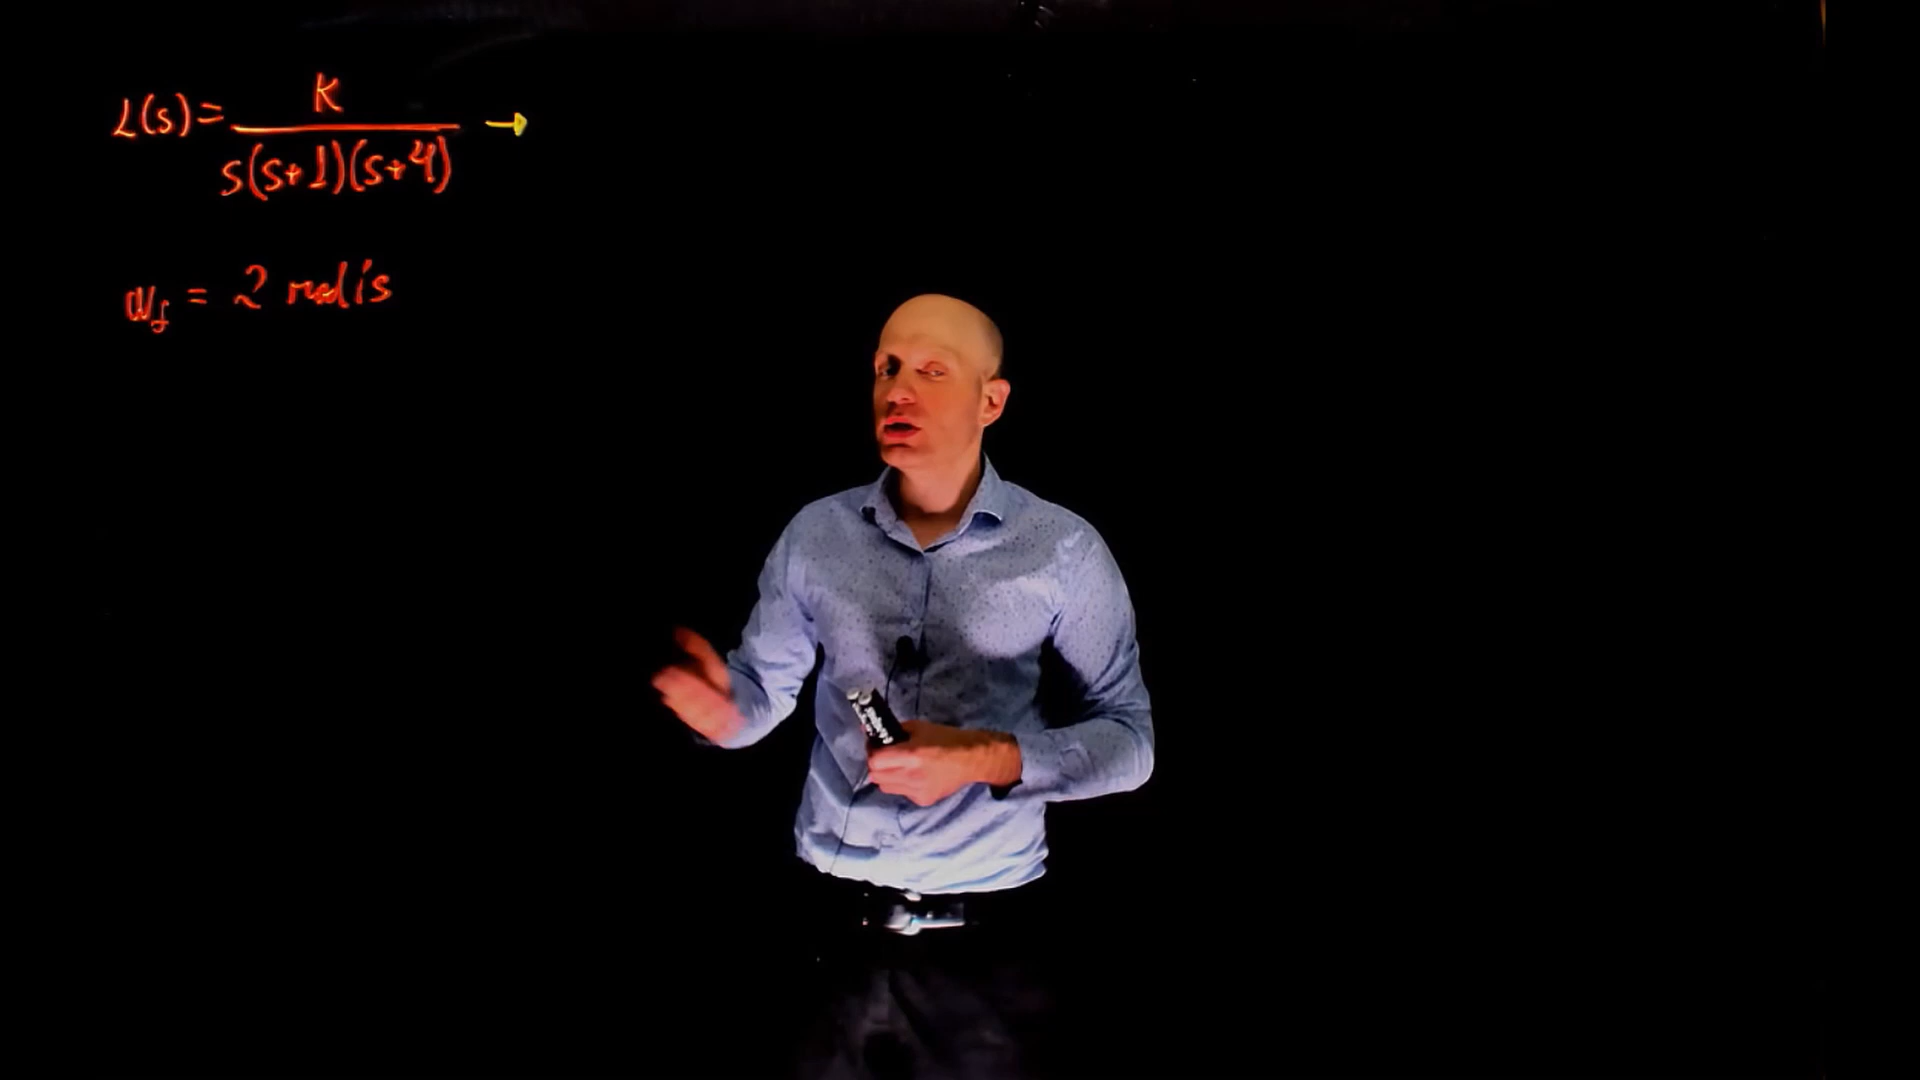 L(s) = K / s(s+1)(s+4) →
ω_f = 2 rad/s